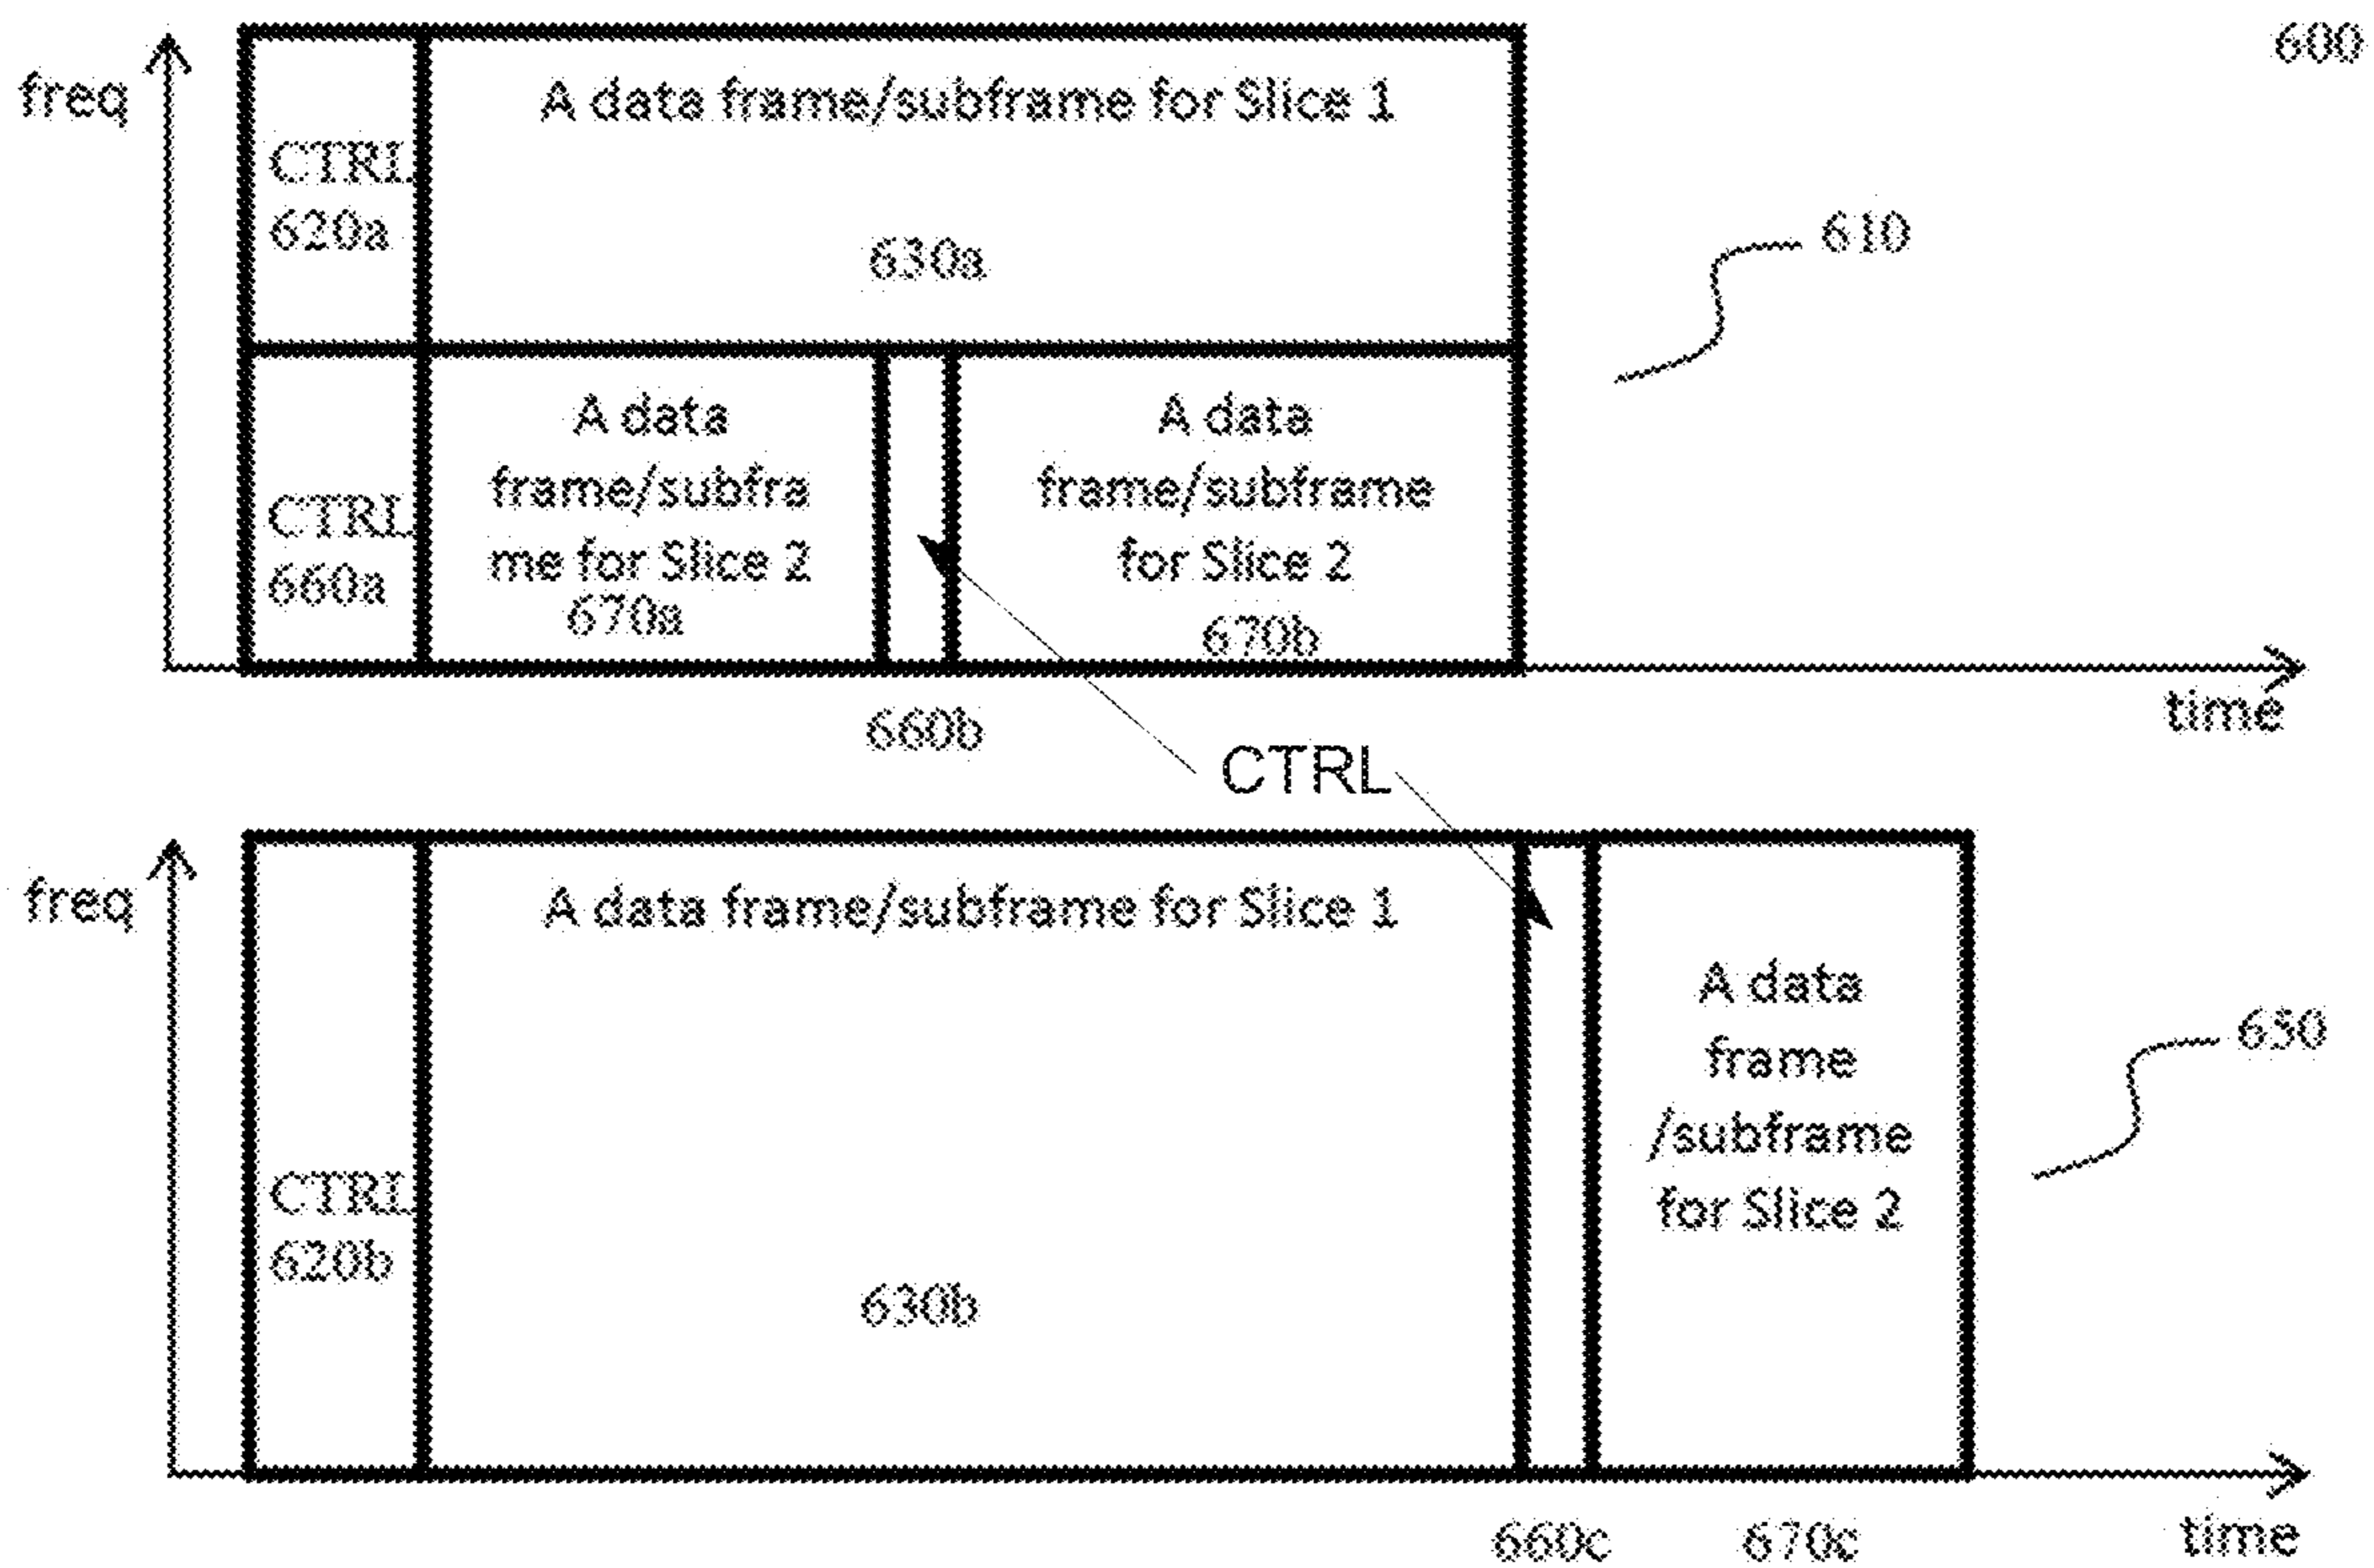 600
freq
A data frame/subframe for Slice 1
CTRL
620a
630a
610
CTRL
660a
A data
frame/subfra
me for Slice 2
670a
A data
frame/subframe
for Slice 2
670b
time
660b
CTRL
freq
A data frame/subframe for Slice 1
CTRL
620b
630b
A data
frame
/subframe
for Slice 2
650
time
660c
670c